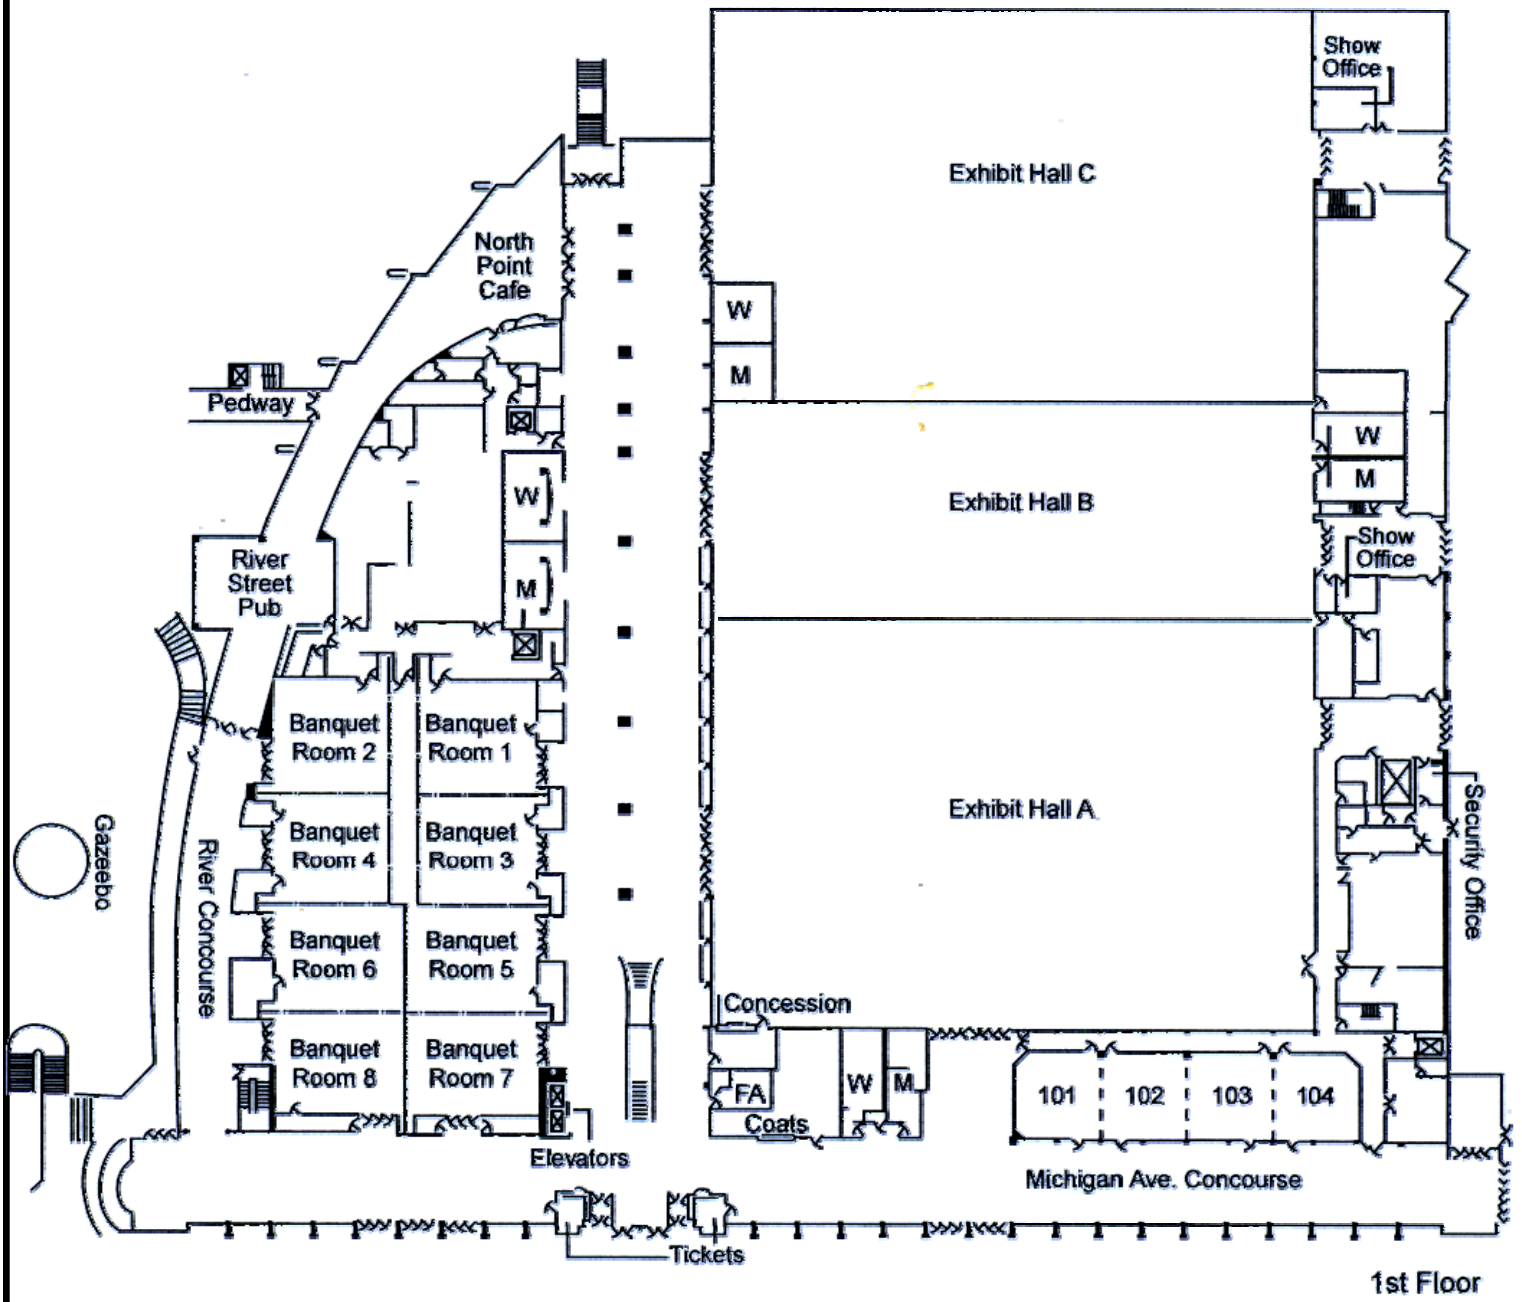 Show
Office
Exhibit Hall C
North
Point
Cafe
W
M
Pedway
W
M
W
M
Exhibit Hall B
Show
Office
River
Street
Pub
Banquet
Room 2
Banquet
Room 1
Exhibit Hall A
Security Office
Gazeebo
River Concourse
Banquet
Room 4
Banquet
Room 3
Banquet
Room 6
Banquet
Room 5
Concession
Banquet
Room 8
Banquet
Room 7
FA
W
M
Coats
101
102
103
104
Elevators
Michigan Ave. Concourse
Tickets
1st Floor